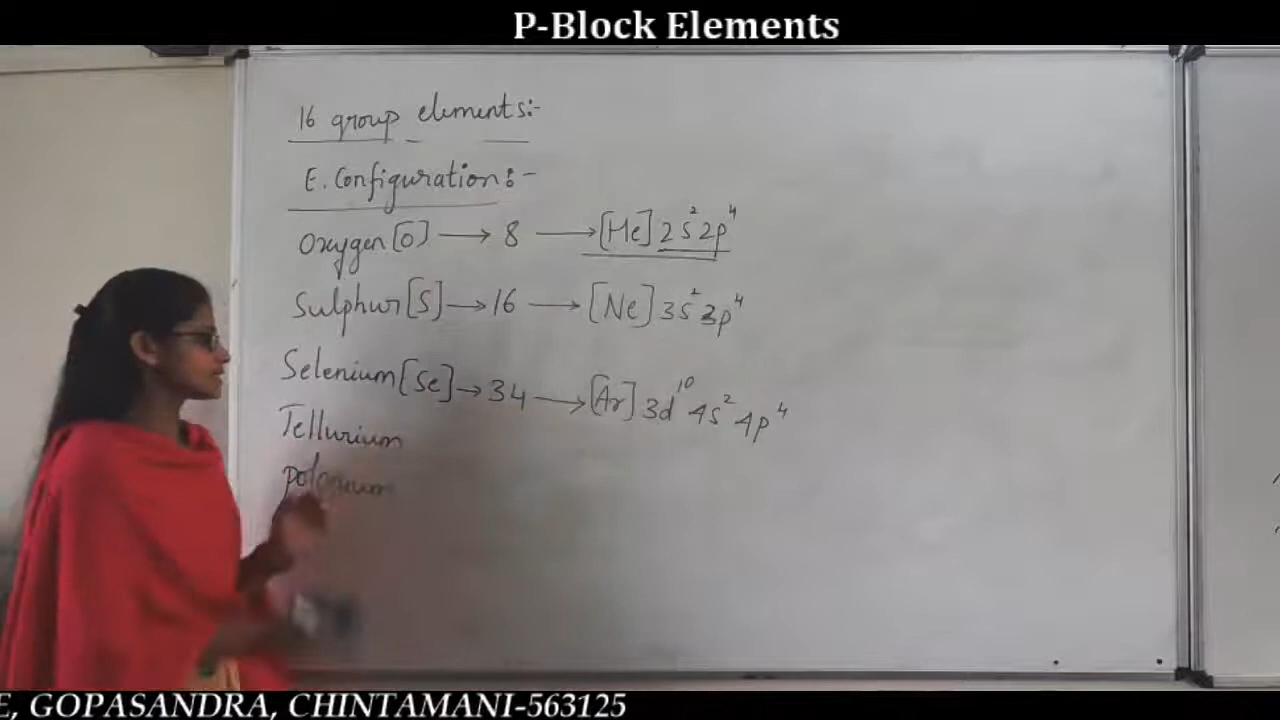 P-Block Elements
16 group elements:-
E. Configuration:-
Oxygen [O] → 8 → [He] 2s² 2p⁴
Sulphur [S] → 16 → [Ne] 3s² 3p⁴
Selenium [Se] → 34 → [Ar] 3d¹⁰ 4s² 4p⁴
Tellurium
polonium
E, GOPASANDRA, CHINTAMANI-563125